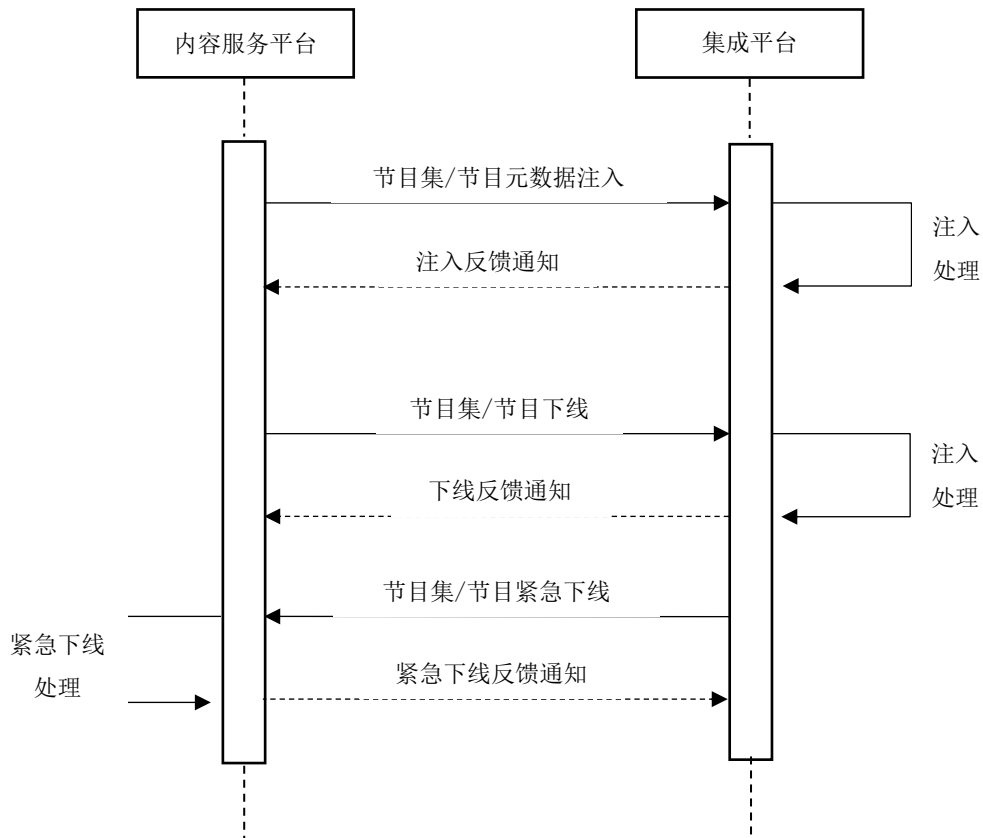 内容服务平台
集成平台
节目集/节目元数据注入
注入
处理
注入反馈通知
节目集/节目下线
注入
处理
下线反馈通知
节目集/节目紧急下线
紧急下线
处理
紧急下线反馈通知